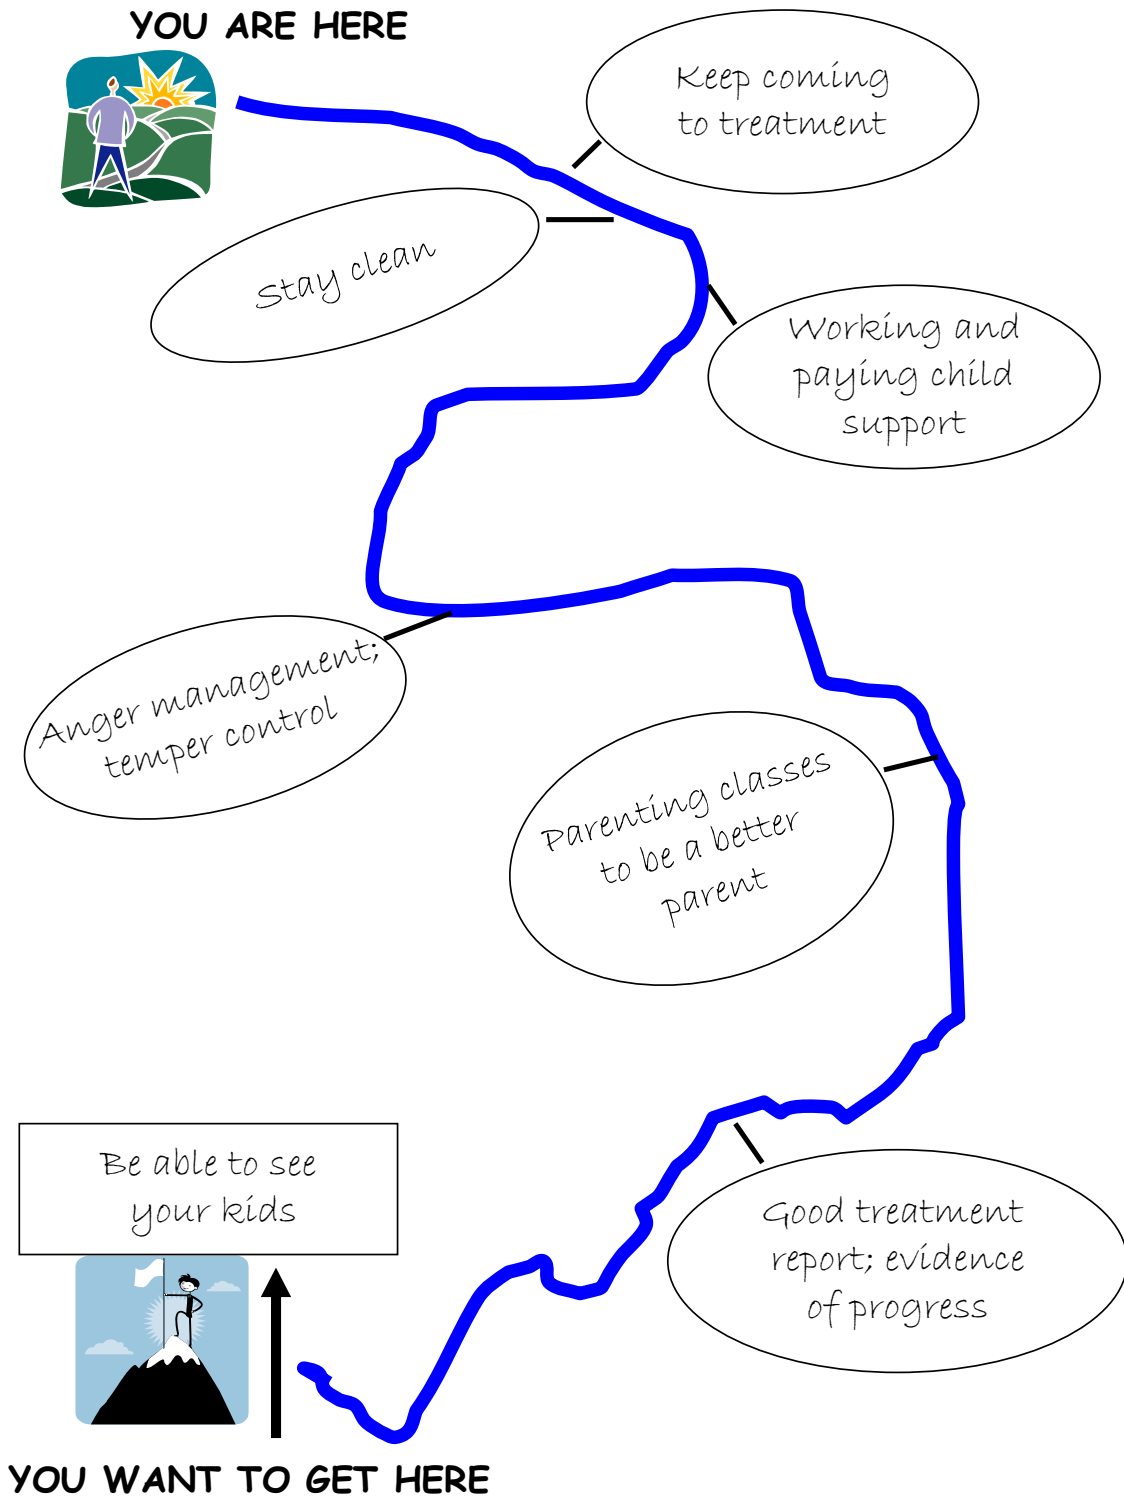 YOU ARE HERE
Keep coming
to treatment
Stay clean
Working and
paying child
support
Anger management;
temper control
Parenting classes
to be a better
parent
Good treatment
report; evidence
of progress
Be able to see
your kids
YOU WANT TO GET HERE